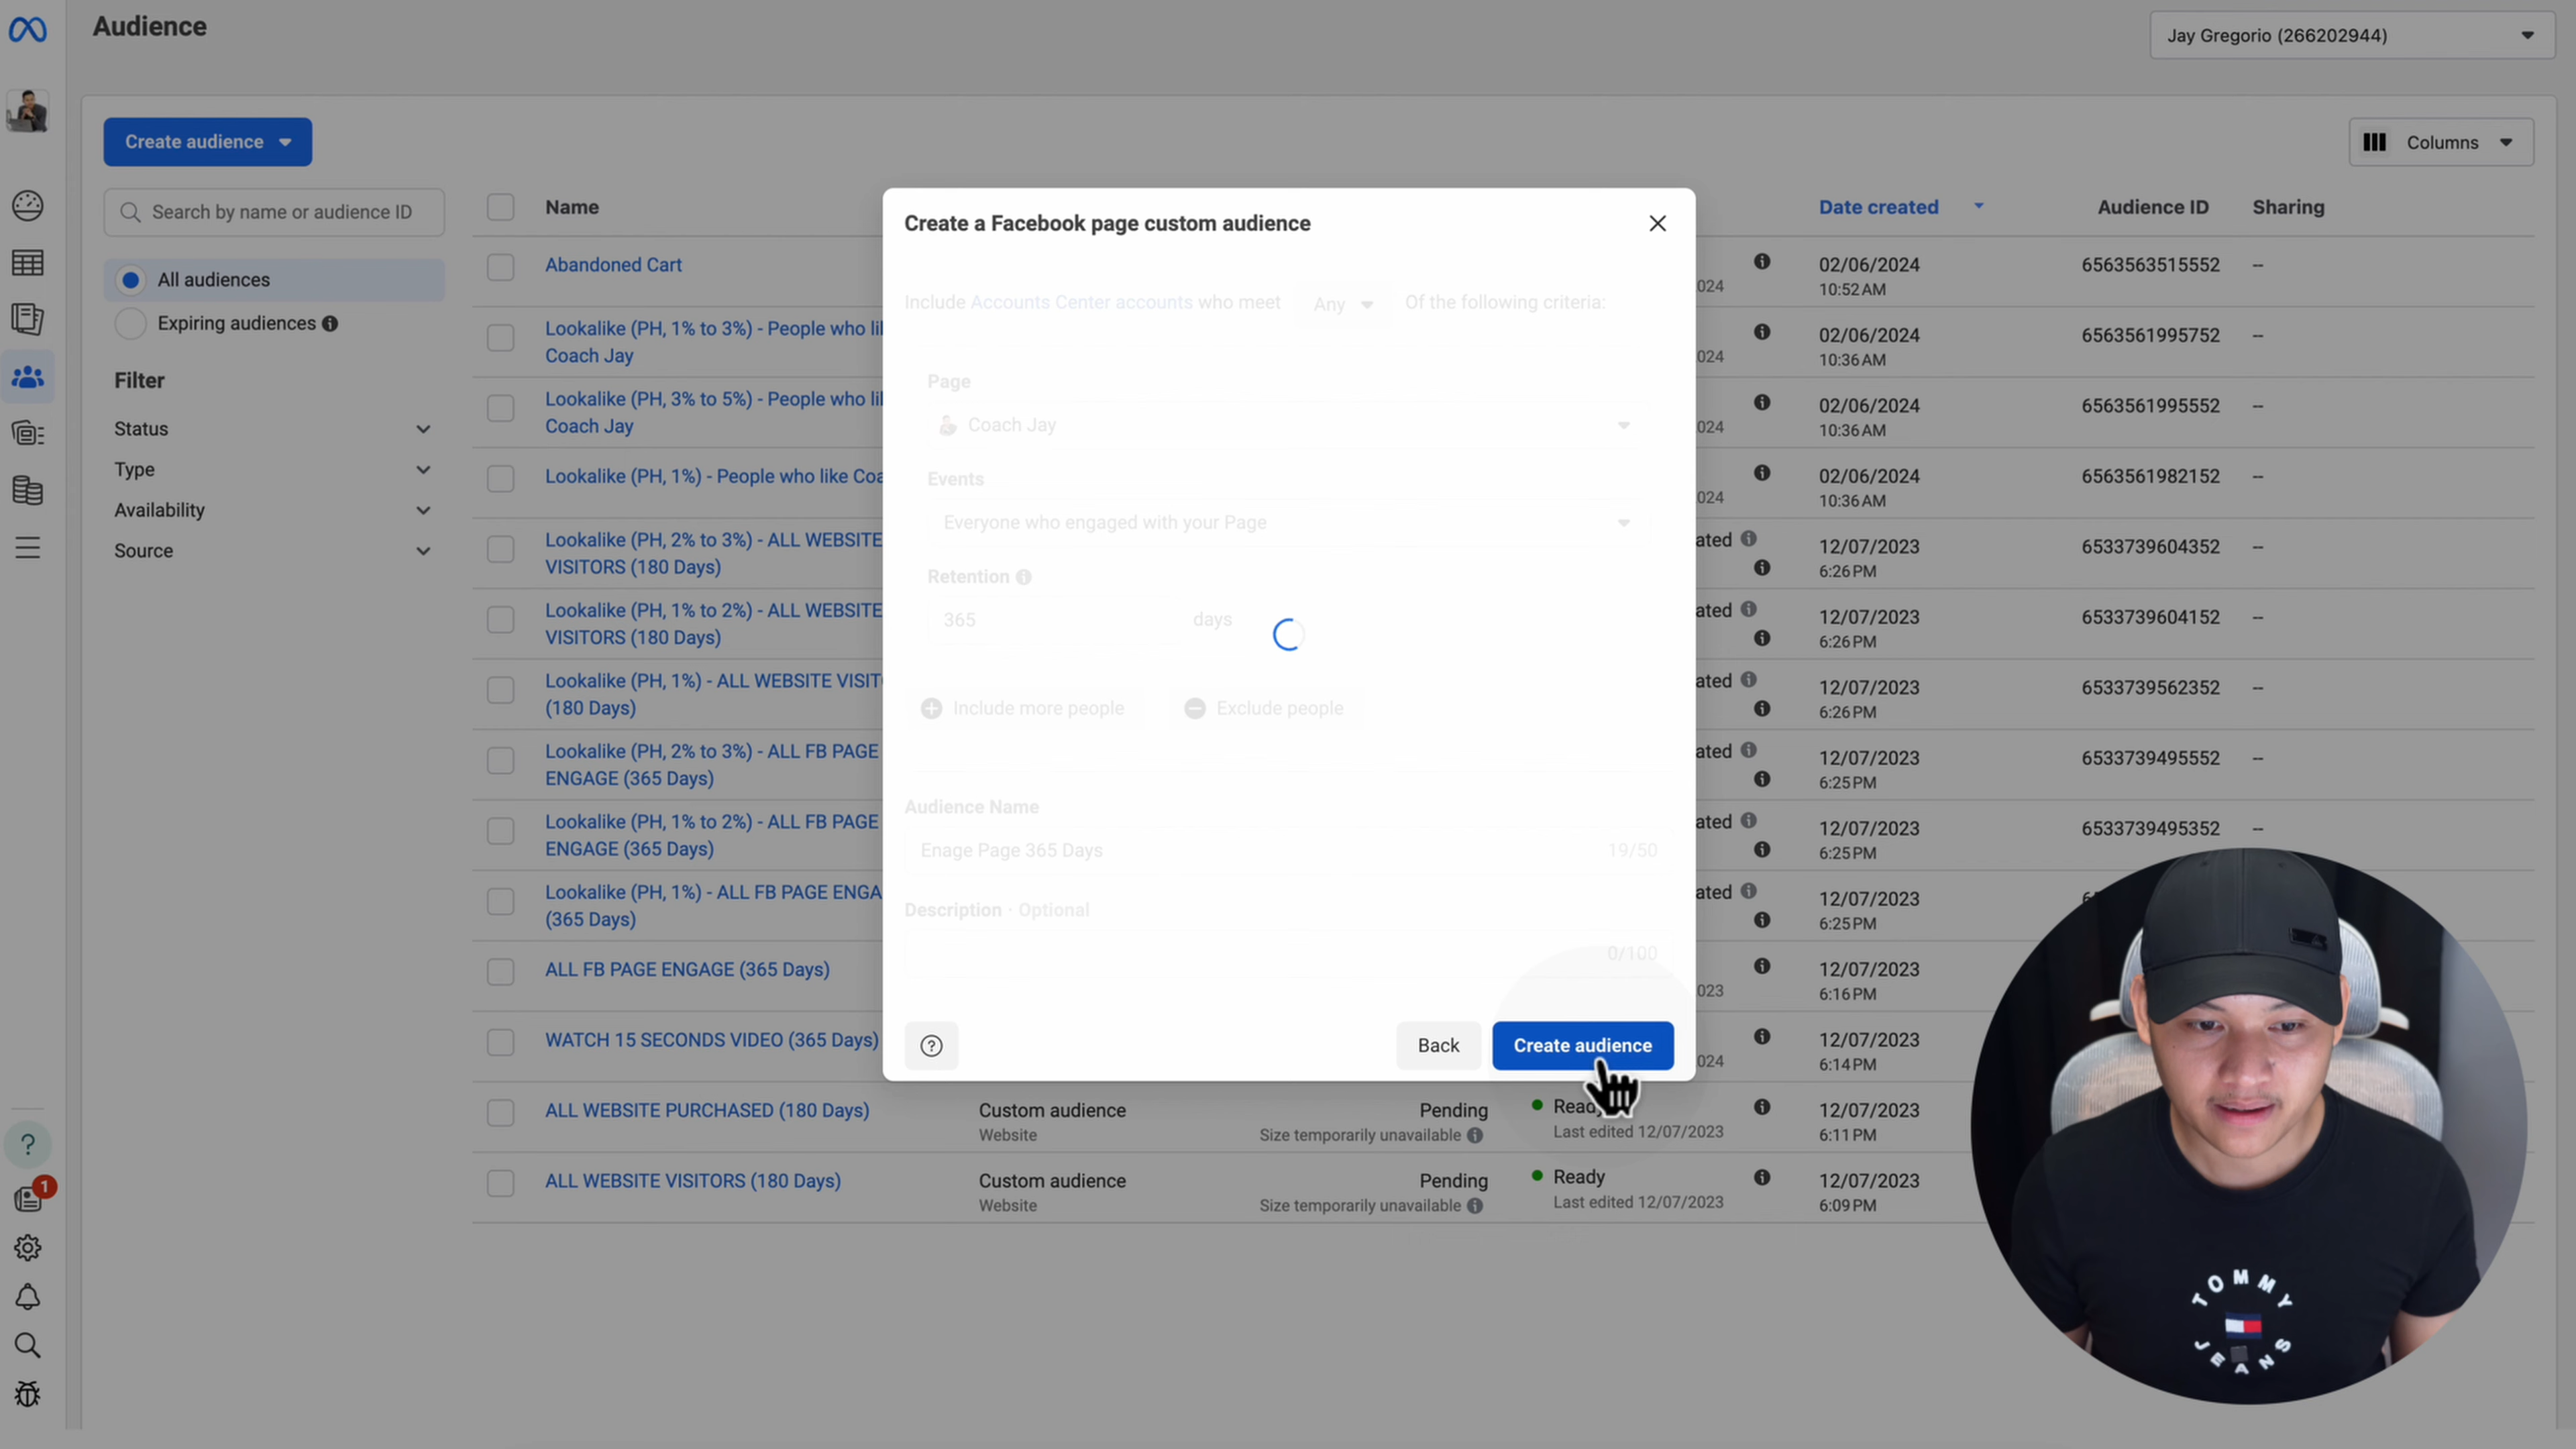 Audience
Jay Gregorio (266202944)
Create audience
Columns
Search by name or audience ID
All audiences
Expiring audiences
Filter
Status
Type
Availability
Source
Name
Date created
Audience ID
Sharing
Abandoned Cart
024
02/06/2024
10:52 AM
6563563515552
--
Lookalike (PH, 1% to 3%) - People who li
Coach Jay
024
02/06/2024
10:36 AM
6563561995752
--
Lookalike (PH, 3% to 5%) - People who li
Coach Jay
024
02/06/2024
10:36 AM
6563561995552
--
Lookalike (PH, 1%) - People who like Coa
024
02/06/2024
10:36 AM
6563561982152
--
Lookalike (PH, 2% to 3%) - ALL WEBSITE
VISITORS (180 Days)
ated
12/07/2023
6:26 PM
6533739604352
--
Lookalike (PH, 1% to 2%) - ALL WEBSITE
VISITORS (180 Days)
ated
12/07/2023
6:26 PM
6533739604152
--
Lookalike (PH, 1%) - ALL WEBSITE VISIT
(180 Days)
ated
12/07/2023
6:26 PM
6533739562352
--
Lookalike (PH, 2% to 3%) - ALL FB PAGE
ENGAGE (365 Days)
ated
12/07/2023
6:25 PM
6533739495552
--
Lookalike (PH, 1% to 2%) - ALL FB PAGE
ENGAGE (365 Days)
ated
12/07/2023
6:25 PM
6533739495352
--
Lookalike (PH, 1%) - ALL FB PAGE ENGA
(365 Days)
ated
12/07/2023
6:25 PM
ALL FB PAGE ENGAGE (365 Days)
023
12/07/2023
6:16 PM
WATCH 15 SECONDS VIDEO (365 Days)
024
12/07/2023
6:14 PM
ALL WEBSITE PURCHASED (180 Days)
Custom audience
Website
Pending
Size temporarily unavailable
Ready
Last edited 12/07/2023
12/07/2023
6:11 PM
ALL WEBSITE VISITORS (180 Days)
Custom audience
Website
Pending
Size temporarily unavailable
Ready
Last edited 12/07/2023
12/07/2023
6:09 PM
Create a Facebook page custom audience
Include Accounts Center accounts who meet Any Of the following criteria:
Page
Coach Jay
Events
Everyone who engaged with your Page
Retention
365 days
Include more people
Exclude people
Audience Name
Enage Page 365 Days 19/50
Description · Optional
0/100
Back
Create audience
1
TOMMY
JEANS